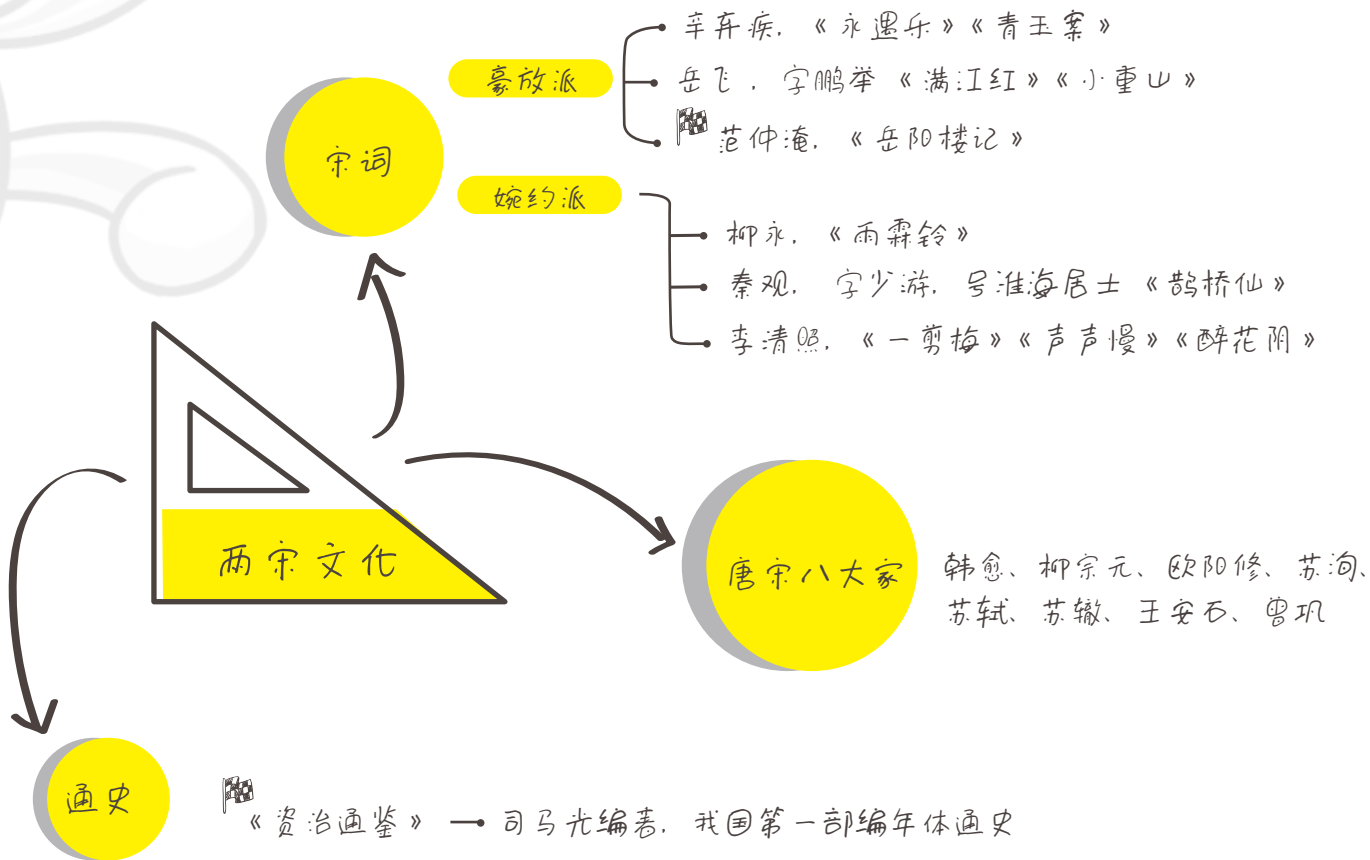 宋词
豪放派
辛弃疾，《永遇乐》《青玉案》
岳飞，字鹏举《满江红》《小重山》
范仲淹，《岳阳楼记》
婉约派
柳永，《雨霖铃》
秦观，字少游，号淮海居士《鹊桥仙》
李清照，《一剪梅》《声声慢》《醉花阴》
两宋文化
唐宋八大家
韩愈、柳宗元、欧阳修、苏洵、
苏轼、苏辙、王安石、曾巩
通史
《资治通鉴》
司马光编著，我国第一部编年体通史